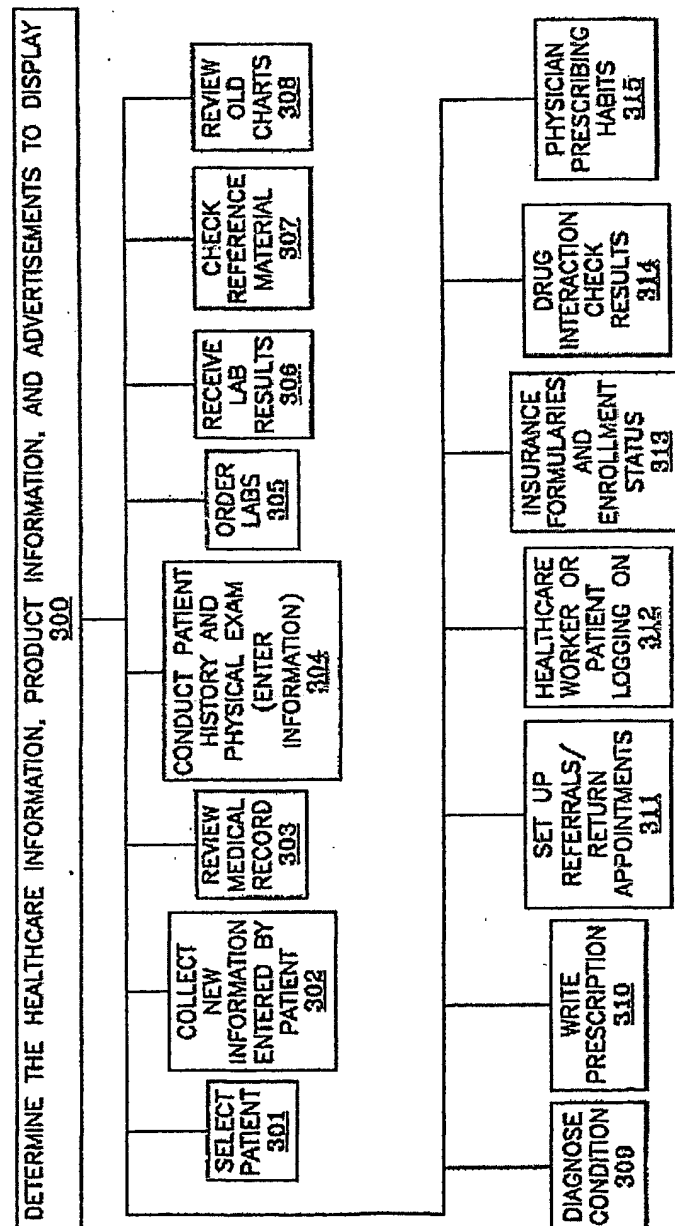 DETERMINE THE HEALTHCARE INFORMATION, PRODUCT INFORMATION, AND ADVERTISEMENTS TO DISPLAY
300
SELECT
PATIENT
301
COLLECT
NEW
INFORMATION
ENTERED BY
PATIENT
302
REVIEW
MEDICAL
RECORD
303
CONDUCT PATIENT
HISTORY AND
PHYSICAL EXAM
(ENTER
INFORMATION)
304
ORDER
LABS
305
RECEIVE
LAB
RESULTS
306
CHECK
REFERENCE
MATERIAL
307
REVIEW
OLD
CHARTS
308
DIAGNOSE
CONDITION
309
WRITE
PRESCRIPTION
310
SET UP
REFERRALS/
RETURN
APPOINTMENTS
311
HEALTHCARE
WORKER OR
PATIENT
LOGGING ON
312
INSURANCE
FORMULARIES
AND
ENROLLMENT
STATUS
313
DRUG
INTERACTION
CHECK
RESULTS
314
PHYSICIAN
PRESCRIBING
HABITS
315